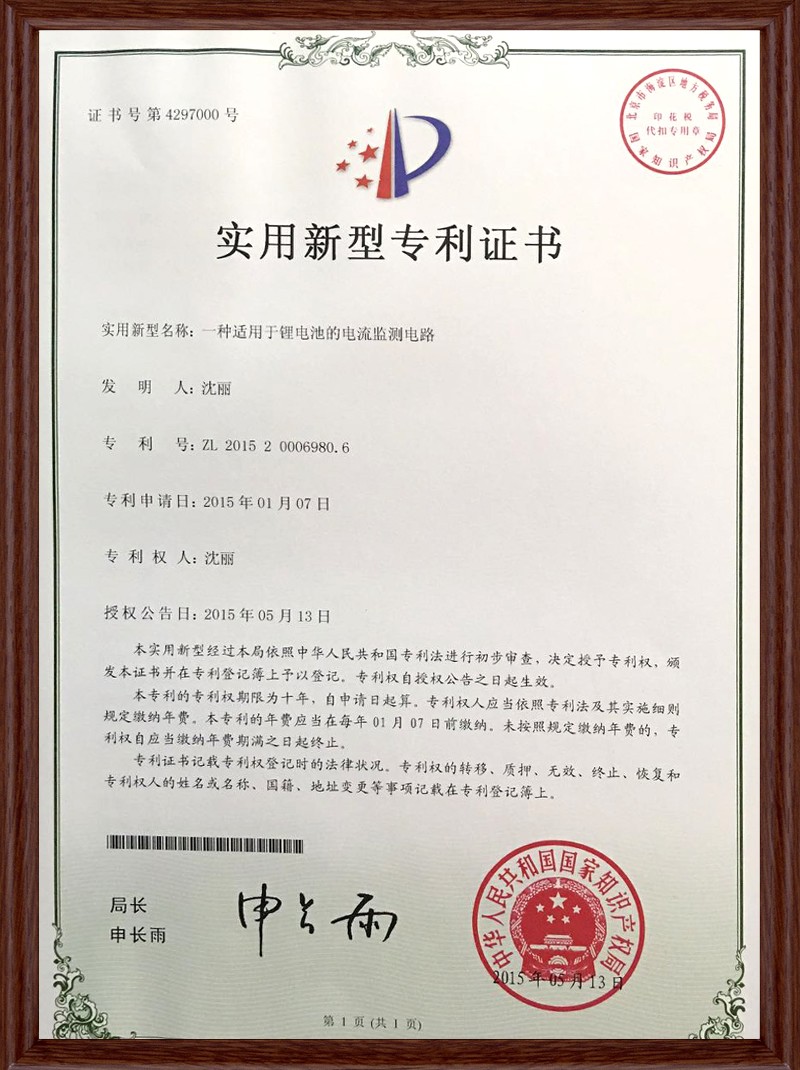 证书号第4297000号
北京市海淀区地方税务局
印花税
代扣专用章
国家知识产权局
实用新型专利证书
实用新型名称：一种适用于锂电池的电流监测电路
发明人：沈丽
专利号：ZL 2015 2 0006980.6
专利申请日：2015年01月07日
专利权人：沈丽
授权公告日：2015年05月13日
本实用新型经过本局依照中华人民共和国专利法进行初步审查，决定授予专利权，颁
发本证书并在专利登记簿上予以登记。专利权自授权公告之日起生效。
本专利的专利权期限为十年，自申请日起算。专利权人应当依照专利法及其实施细则
规定缴纳年费。本专利的年费应当在每年01月07日前缴纳。未按照规定缴纳年费的，专
利权自应当缴纳年费期满之日起终止。
专利证书记载专利权登记时的法律状况。专利权的转移、质押、无效、终止、恢复和
专利权人的姓名或名称、国籍、地址变更等事项记载在专利登记簿上。
局长
申长雨
申长雨
中华人民共和国国家知识产权局
2015年05月13日
第 1 页 (共 1 页)